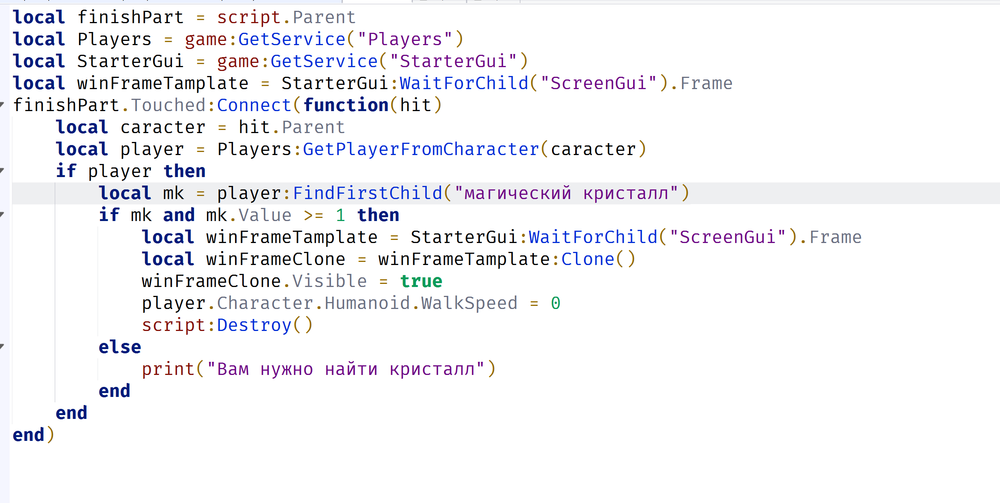 local finishPart = script.Parent
local Players = game:GetService("Players")
local StarterGui = game:GetService("StarterGui")
local winFrameTamplate = StarterGui:WaitForChild("ScreenGui").Frame
finishPart.Touched:Connect(function(hit)
local caracter = hit.Parent
local player = Players:GetPlayerFromCharacter(caracter)
if player then
local mk = player:FindFirstChild("магический кристалл")
if mk and mk.Value >= 1 then
local winFrameTamplate = StarterGui:WaitForChild("ScreenGui").Frame
local winFrameClone = winFrameTamplate:Clone()
winFrameClone.Visible = true
player.Character.Humanoid.WalkSpeed = 0
script:Destroy()
else
print("Вам нужно найти кристалл")
end
end
end)